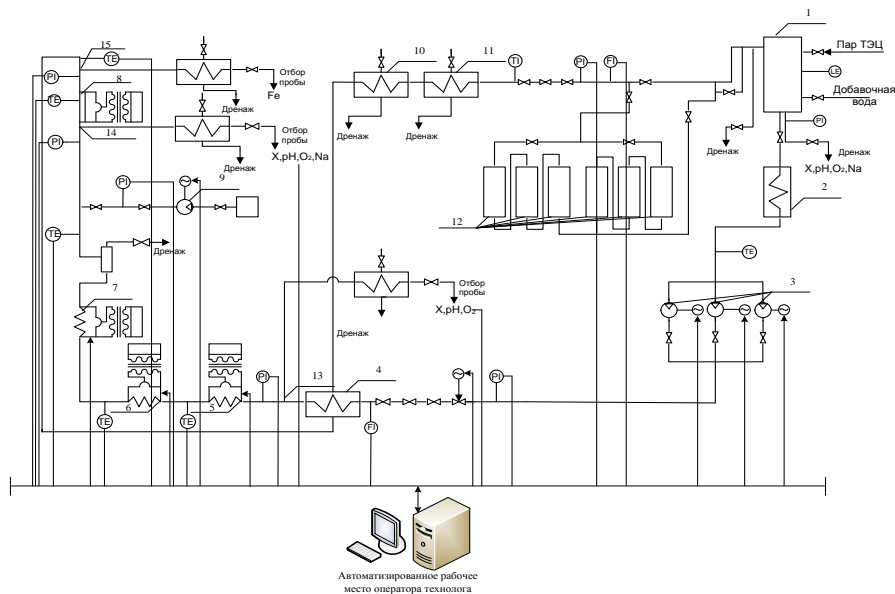 1
15
TE
10
11
Отбор
пробы
Fe
PI
TI
PI
FI
Пар ТЭЦ
8
LE
TE
Добавочная
вода
Дренаж
Дренаж
Дренаж
PI
14
Отбор
пробы
X,pH,O2,Na
PI
Дренаж
Дренаж
Дренаж
X,pH,O2,Na
PI
9
2
12
TE
Дренаж
TE
7
Отбор
пробы
X,pH,O2
3
Дренаж
PI
13
4
PI
6
5
TE
TE
FI
Автоматизированное рабочее
место оператора технолога